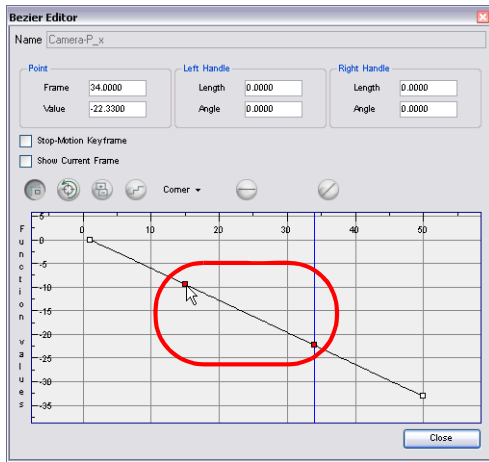 Bezier Editor
Name Camera-P_x
Point Left Handle Right Handle
Frame 34.0000 Length 0.0000 Length 0.0000
Value -22.3300 Angle 0.0000 Angle 0.0000
Stop-Motion Keyframe
Show Current Frame
Corner
Function values
5
0 10 20 30 40 50
-0
-5
-10
-15
-20
-25
-30
-35
Close